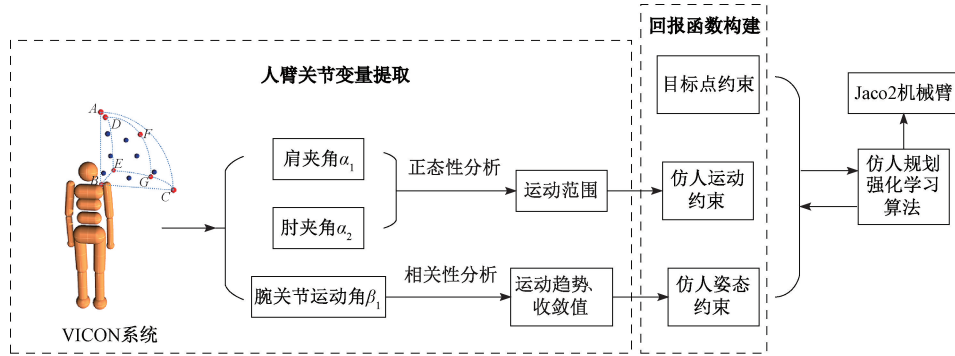 回报函数构建
人臂关节变量提取
A
D
F
E
B
G
C
VICON系统
肩夹角α₁
肘夹角α₂
腕关节运动角β₁
正态性分析
相关性分析
运动范围
运动趋势、
收敛值
目标点约束
仿人运动
约束
仿人姿态
约束
Jaco2机械臂
仿人规划
强化学习
算法